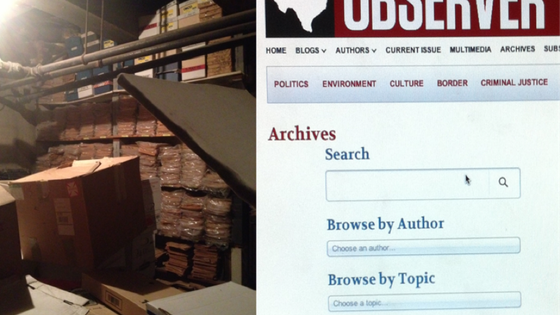 OBSERVER
HOME BLOGS AUTHORS CURRENT ISSUE MULTIMEDIA ARCHIVES SUBS
POLITICS ENVIRONMENT CULTURE BORDER CRIMINAL JUSTICE
Archives
Search
Browse by Author
Choose an author...
Browse by Topic
Choose a topic...